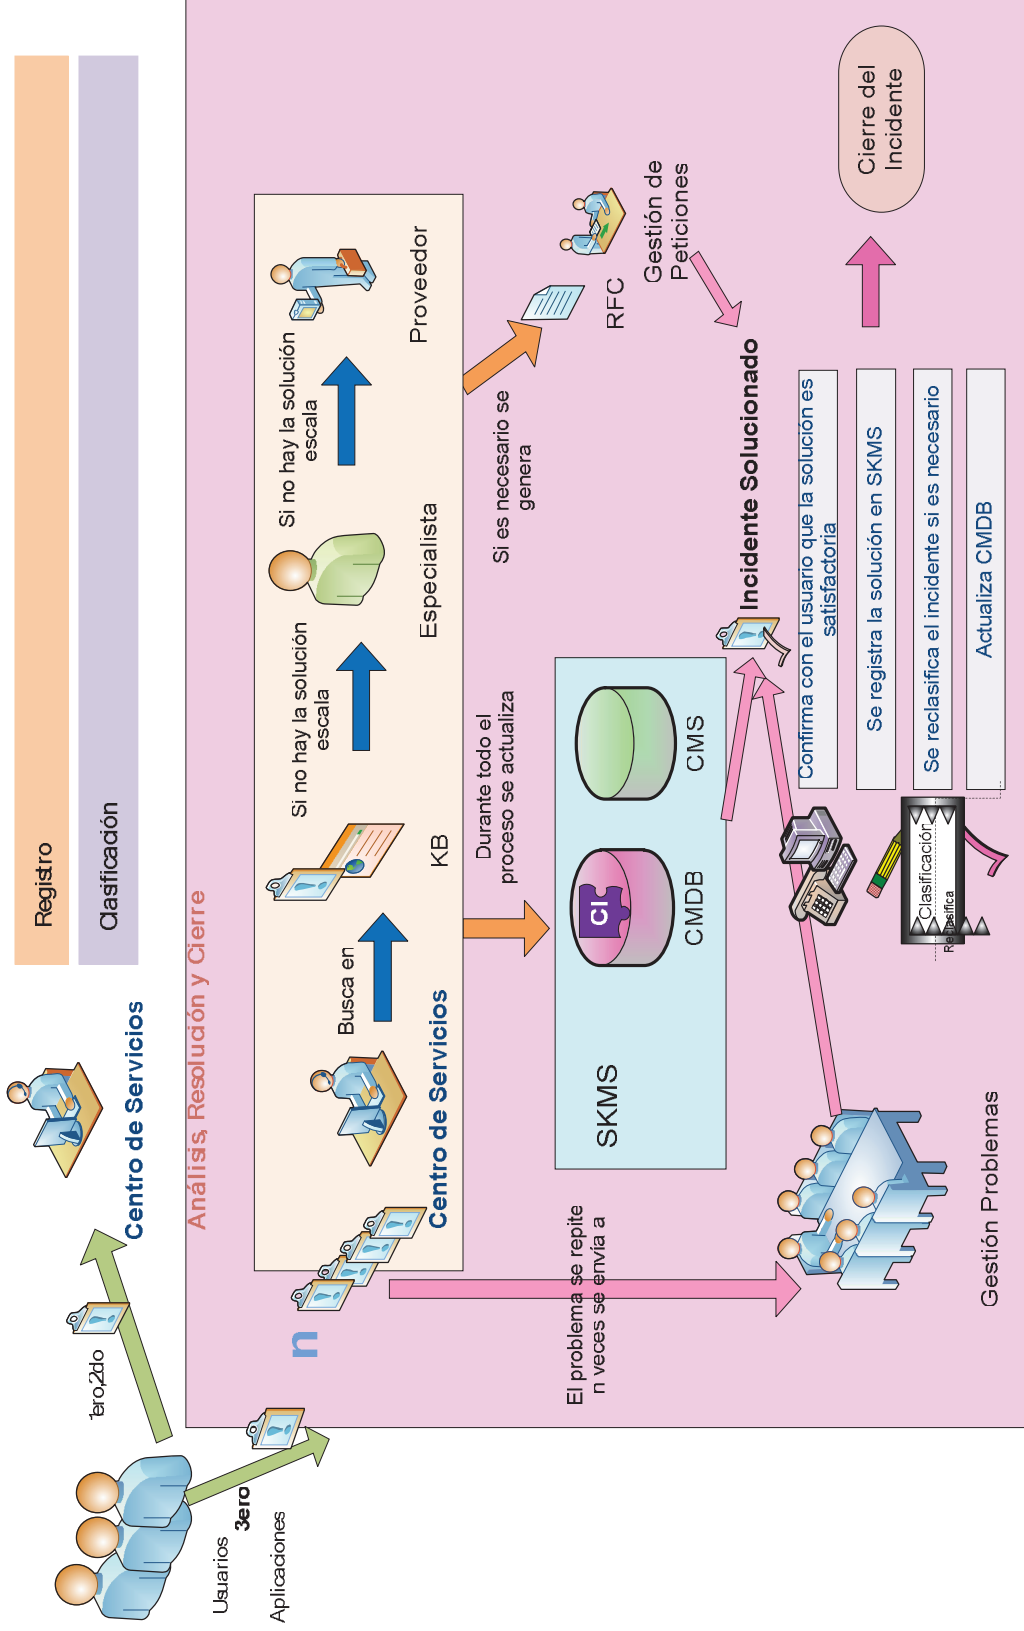 Registro
Clasificación
Centro de Servicios
1ero,2do
Usuarios
Aplicaciones
3ero
Análisis, Resolución y Cierre
n
Centro de Servicios
Busca en
KB
Si no hay la solución
escala
Especialista
Si no hay la solución
escala
Proveedor
El problema se repite
n veces se envía a
Durante todo el
proceso se actualiza
Si es necesario se
genera
RFC
Gestión de
Peticiones
SKMS
CI
CMDB
CMS
Incidente Solucionado
Gestión Problemas
Confirma con el usuario que la solución es
satisfactoria
Se registra la solución en SKMS
Se reclasifica el incidente si es necesario
Actualiza CMDB
Clasificación
Reclasifica
Cierre del
Incidente